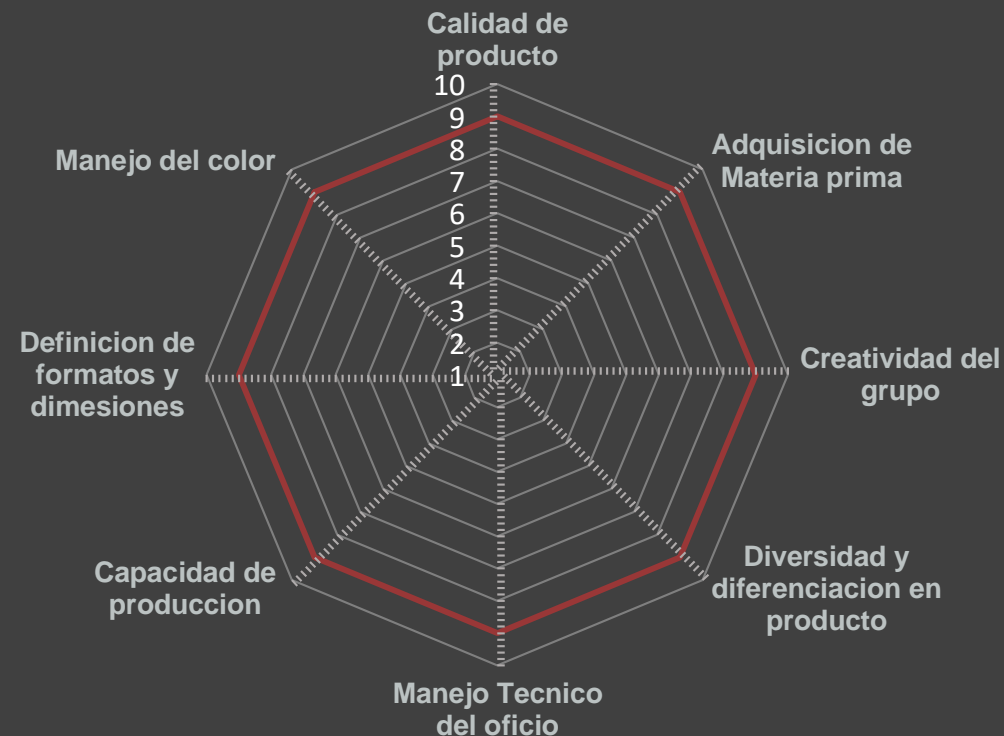 Calidad de
producto
10
9
8
7
6
5
4
3
2
1
Adquisicion de
Materia prima
Creatividad del
grupo
Diversidad y
diferenciacion en
producto
Manejo Tecnico
del oficio
Capacidad de
produccion
Definicion de
formatos y
dimesiones
Manejo del color